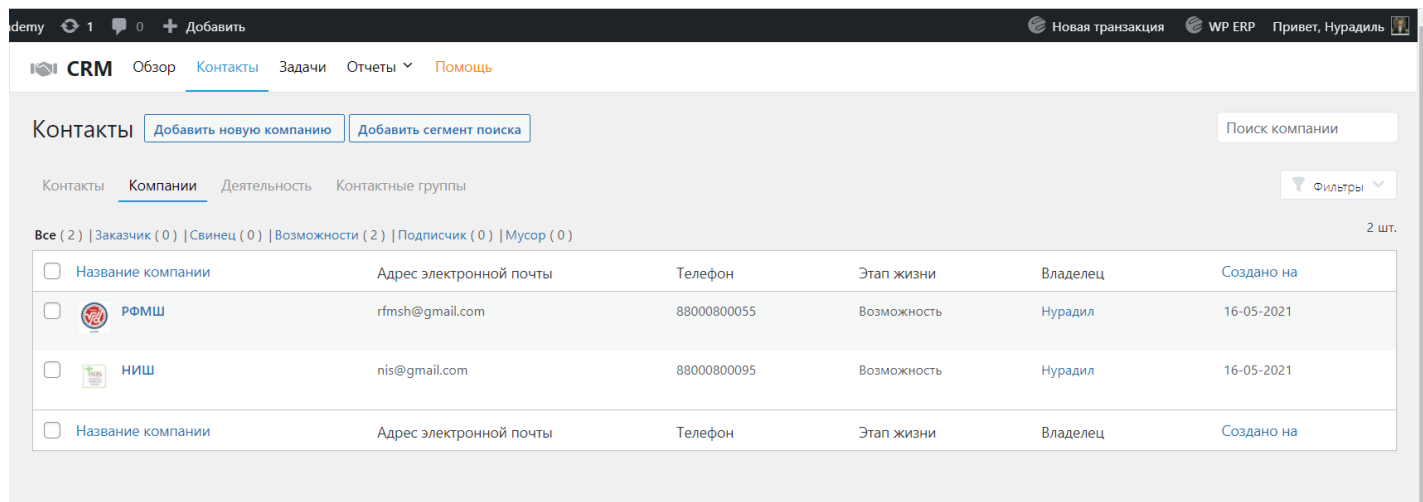 demy 1 0 Добавить Новая транзакция WP ERP Привет, Нурадиль
CRM Обзор Контакты Задачи Отчеты Помощь
Контакты Добавить новую компанию Добавить сегмент поиска Поиск компании
Контакты Компании Деятельность Контактные группы Фильтры
2 шт.
Все ( 2 ) | Заказчик ( 0 ) | Свинец ( 0 ) | Возможности ( 2 ) | Подписчик ( 0 ) | Мусор ( 0 )
Название компании Адрес электронной почты Телефон Этап жизни Владелец Создано на
РФМШ rfmsh@gmail.com 88000800055 Возможность Нурадил 16-05-2021
НИШ nis@gmail.com 88000800095 Возможность Нурадил 16-05-2021
Название компании Адрес электронной почты Телефон Этап жизни Владелец Создано на